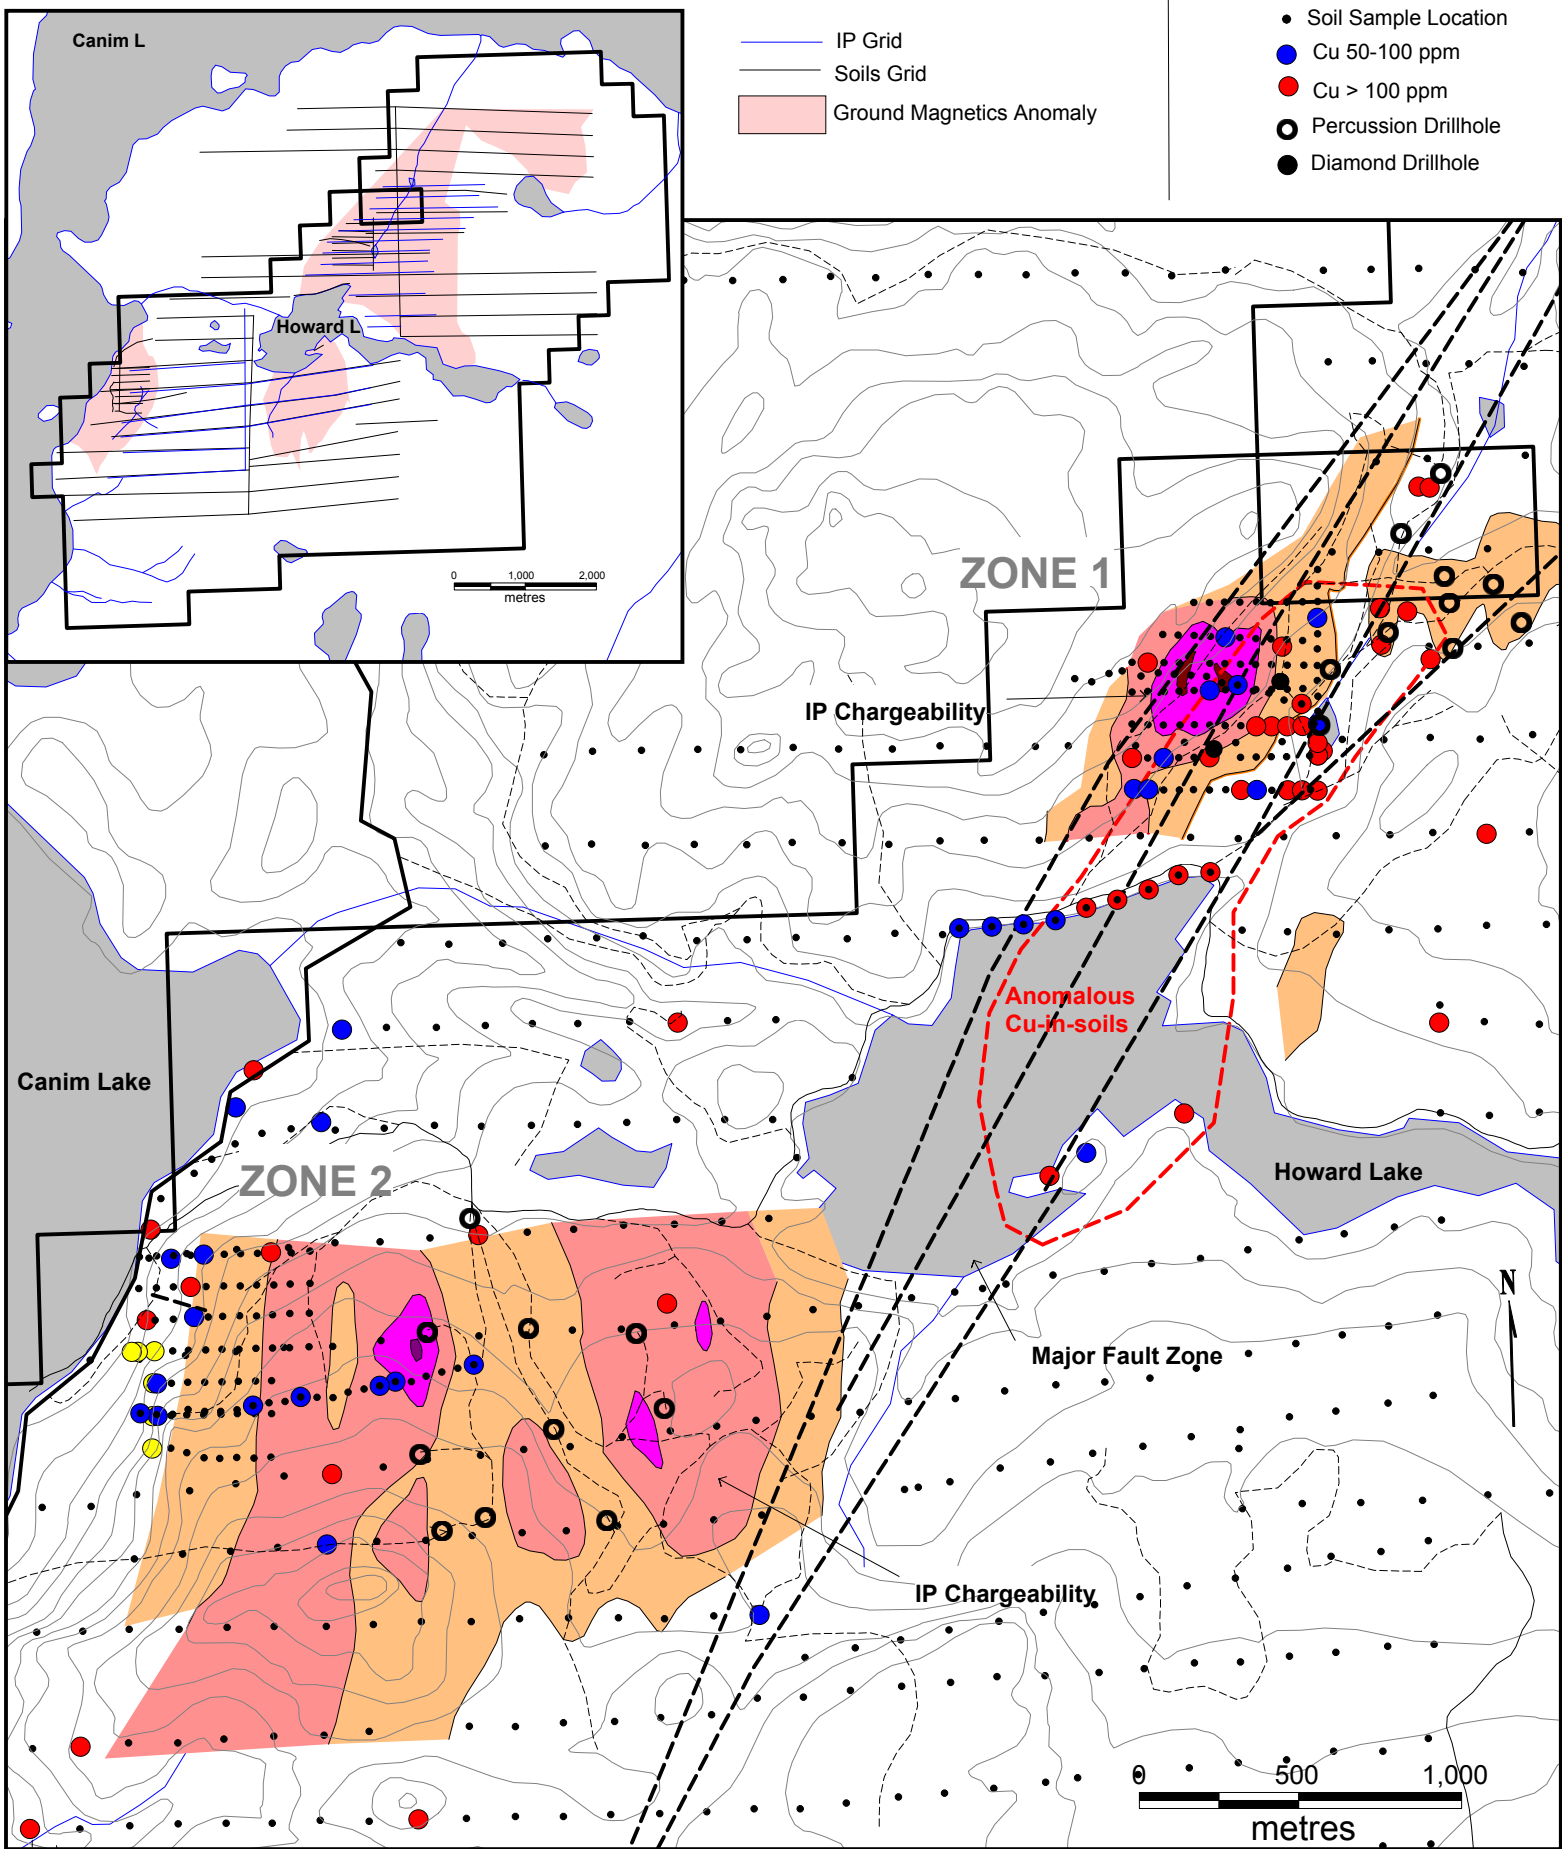 Canim L
Howard L
0 1,000 2,000
metres
IP Grid
Soils Grid
Ground Magnetics Anomaly
Soil Sample Location
Cu 50-100 ppm
Cu > 100 ppm
Percussion Drillhole
Diamond Drillhole
ZONE 1
IP Chargeability
Anomalous
Cu-in-soils
Canim Lake
ZONE 2
Howard Lake
N
Major Fault Zone
IP Chargeability
0 500 1,000
metres